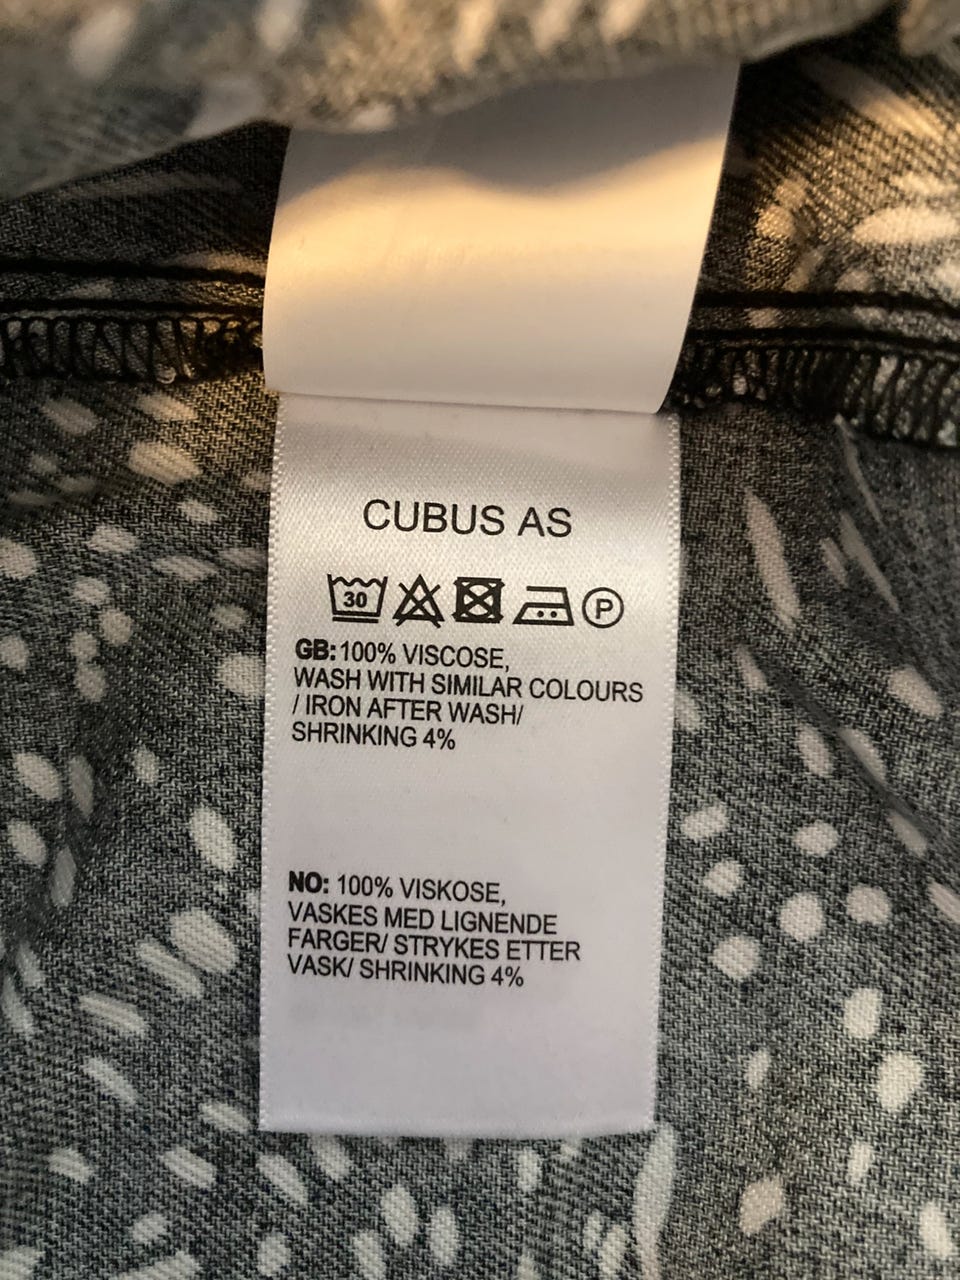 CUBUS AS
30 P
GB: 100% VISCOSE,
WASH WITH SIMILAR COLOURS
/ IRON AFTER WASH/
SHRINKING 4%
NO: 100% VISKOSE,
VASKES MED LIGNENDE
FARGER/ STRYKES ETTER
VASK/ SHRINKING 4%